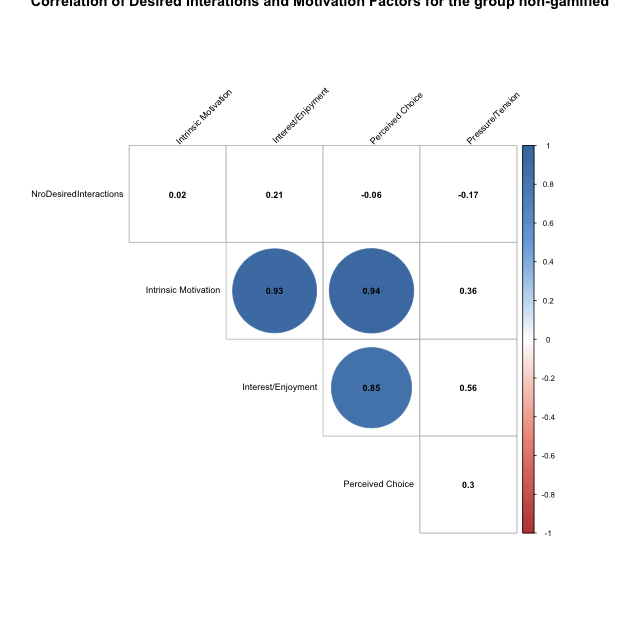 Correlation of Desired Interations and Motivation Factors for the group non-gamified
Intrinsic Motivation
Interest/Enjoyment
Perceived Choice
Pressure/Tension
NroDesiredInteractions 0.02 0.21 -0.06 -0.17
Intrinsic Motivation 0.93 0.94 0.36
Interest/Enjoyment 0.85 0.56
Perceived Choice 0.3
1
0.8
0.6
0.4
0.2
0
-0.2
-0.4
-0.6
-0.8
-1